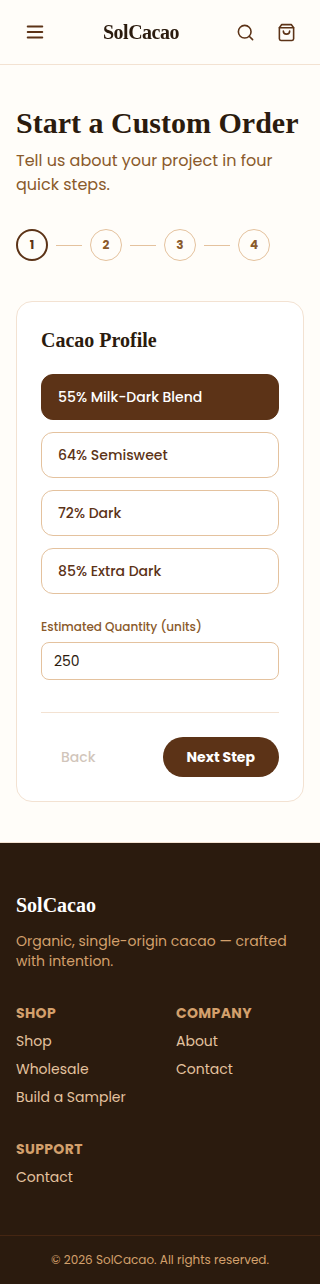 SolCacao
Start a Custom Order
Tell us about your project in four
quick steps.
1 2 3 4
Cacao Profile
55% Milk-Dark Blend
64% Semisweet
72% Dark
85% Extra Dark
Estimated Quantity (units)
250
Back Next Step
SolCacao
Organic, single-origin cacao — crafted
with intention.
SHOP
Shop
Wholesale
Build a Sampler
COMPANY
About
Contact
SUPPORT
Contact
© 2026 SolCacao. All rights reserved.